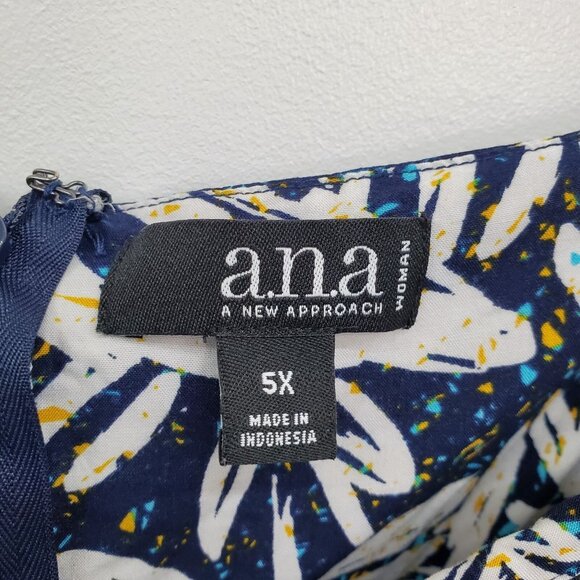 a.n.a
WOMAN
A NEW APPROACH
5X
MADE IN
INDONESIA